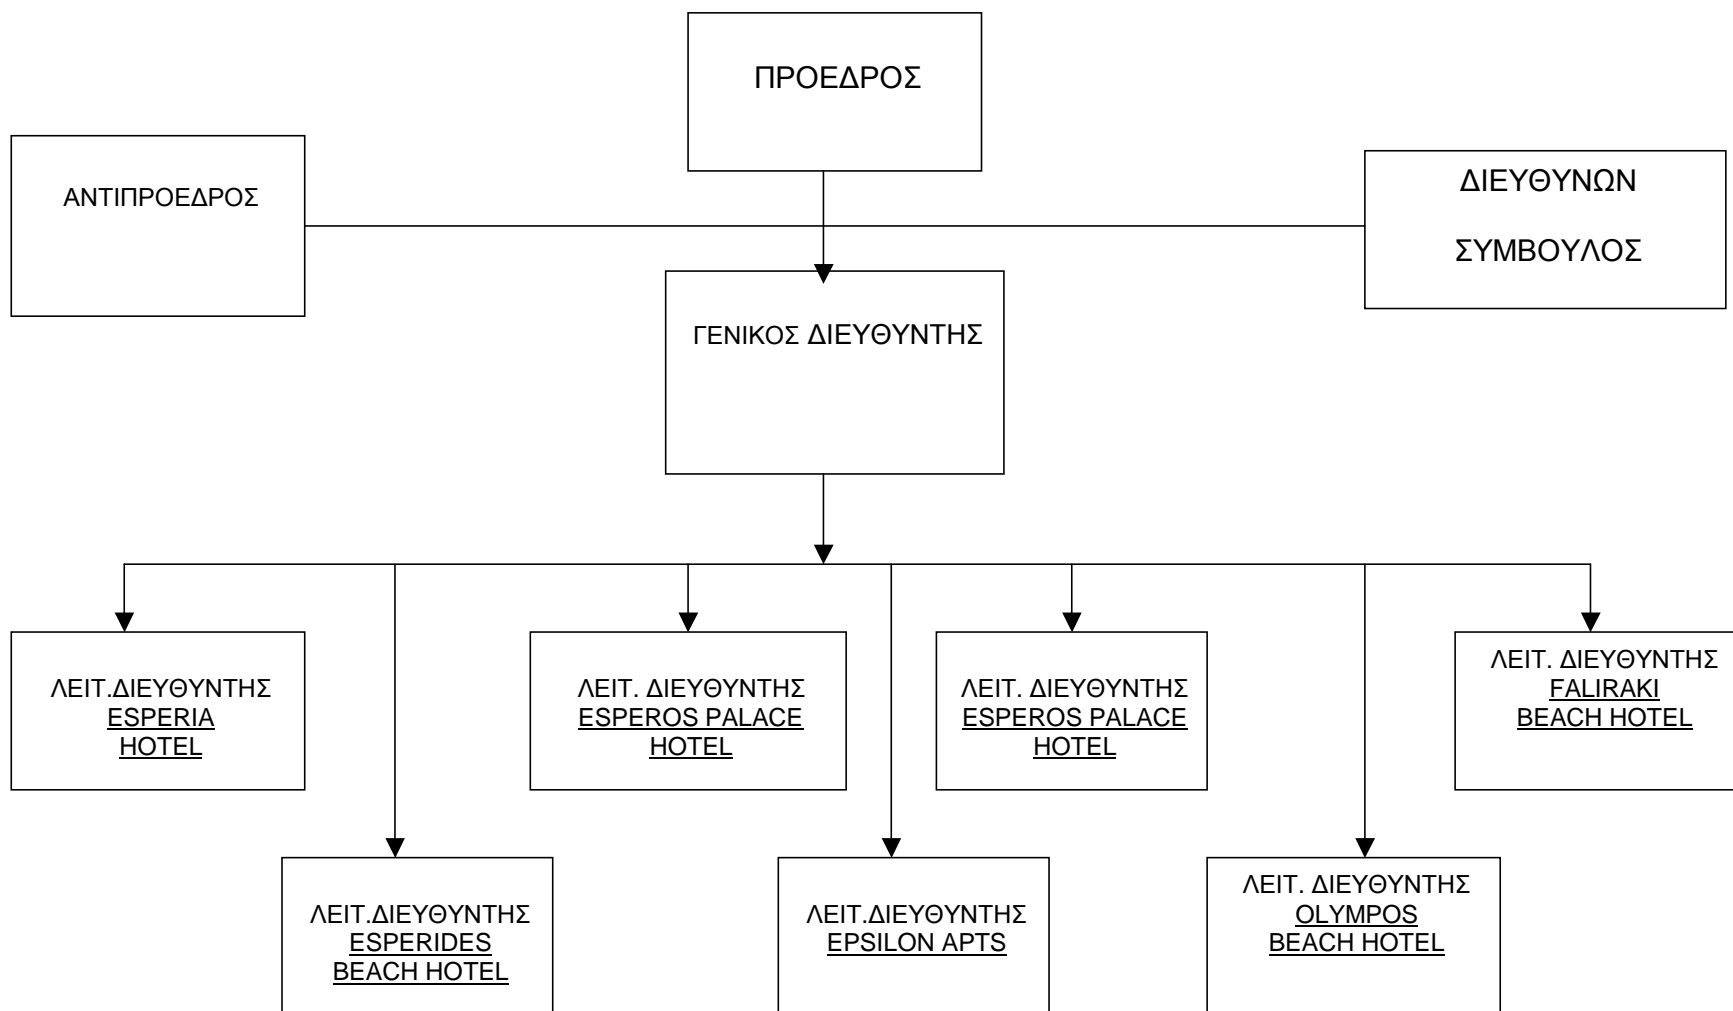 ΠΡΟΕΔΡΟΣ
ΑΝΤΙΠΡΟΕΔΡΟΣ
ΔΙΕΥΘΥΝΩΝ
ΣΥΜΒΟΥΛΟΣ
ΓΕΝΙΚΟΣ ΔΙΕΥΘΥΝΤΗΣ
ΛΕΙΤ.ΔΙΕΥΘΥΝΤΗΣ
ESPERIA
HOTEL
ΛΕΙΤ. ΔΙΕΥΘΥΝΤΗΣ
ESPEROS PALACE
HOTEL
ΛΕΙΤ. ΔΙΕΥΘΥΝΤΗΣ
ESPEROS PALACE
HOTEL
ΛΕΙΤ. ΔΙΕΥΘΥΝΤΗΣ
FALIRAKI
BEACH HOTEL
ΛΕΙΤ.ΔΙΕΥΘΥΝΤΗΣ
ESPERIDES
BEACH HOTEL
ΛΕΙΤ.ΔΙΕΥΘΥΝΤΗΣ
EPSILON APTS
ΛΕΙΤ. ΔΙΕΥΘΥΝΤΗΣ
OLYMPOS
BEACH HOTEL